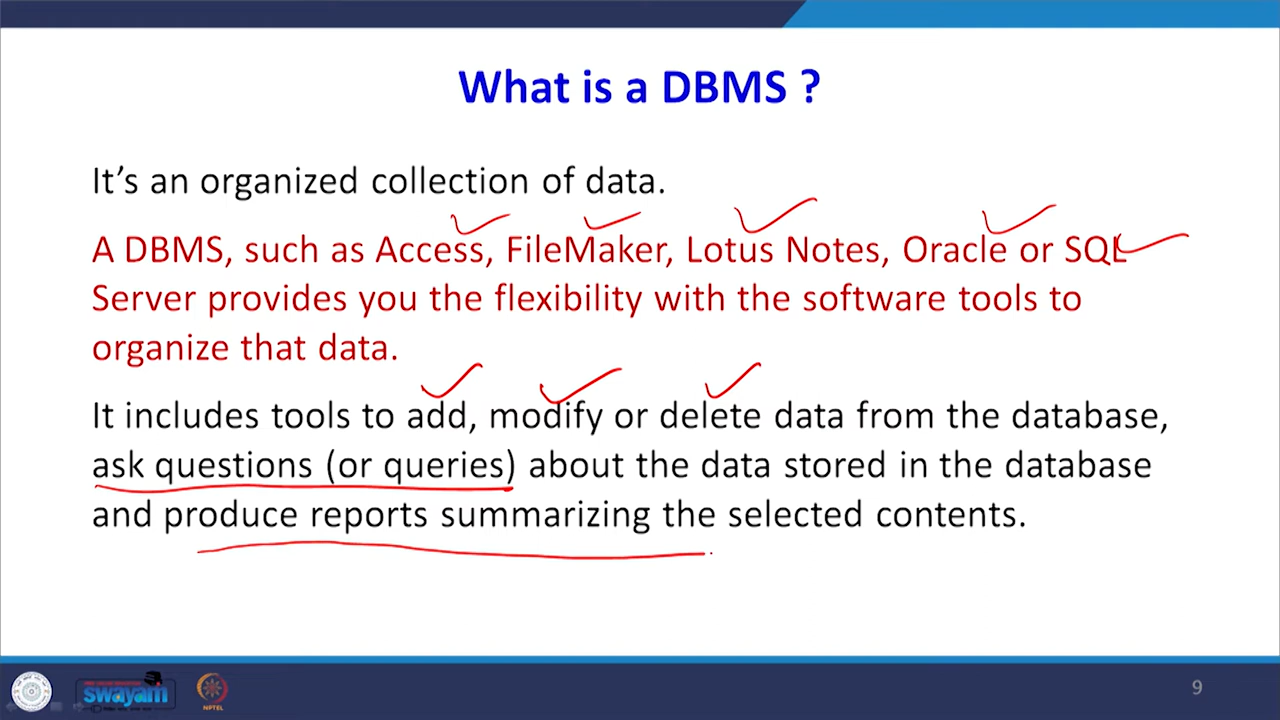 What is a DBMS ?
It’s an organized collection of data.
A DBMS, such as Access, FileMaker, Lotus Notes, Oracle or SQL
Server provides you the flexibility with the software tools to
organize that data.
It includes tools to add, modify or delete data from the database,
ask questions (or queries) about the data stored in the database
and produce reports summarizing the selected contents.
swayam
NPTEL
9